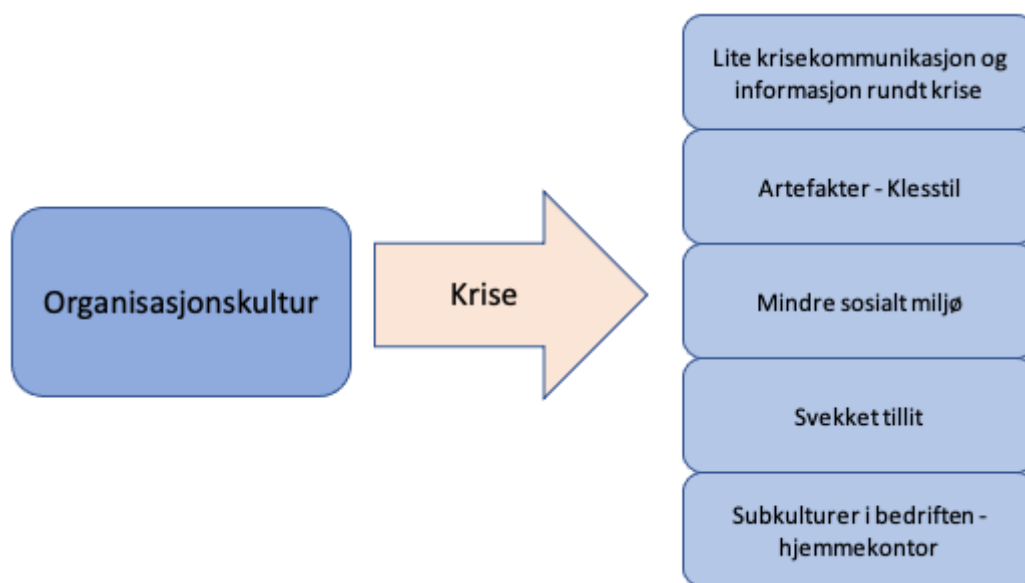 Organisasjonskultur
Krise
Lite krisekommunikasjon og
informasjon rundt krise
Artefakter - Klesstil
Mindre sosialt miljø
Svekket tillit
Subkulturer i bedriften -
hjemmekontor